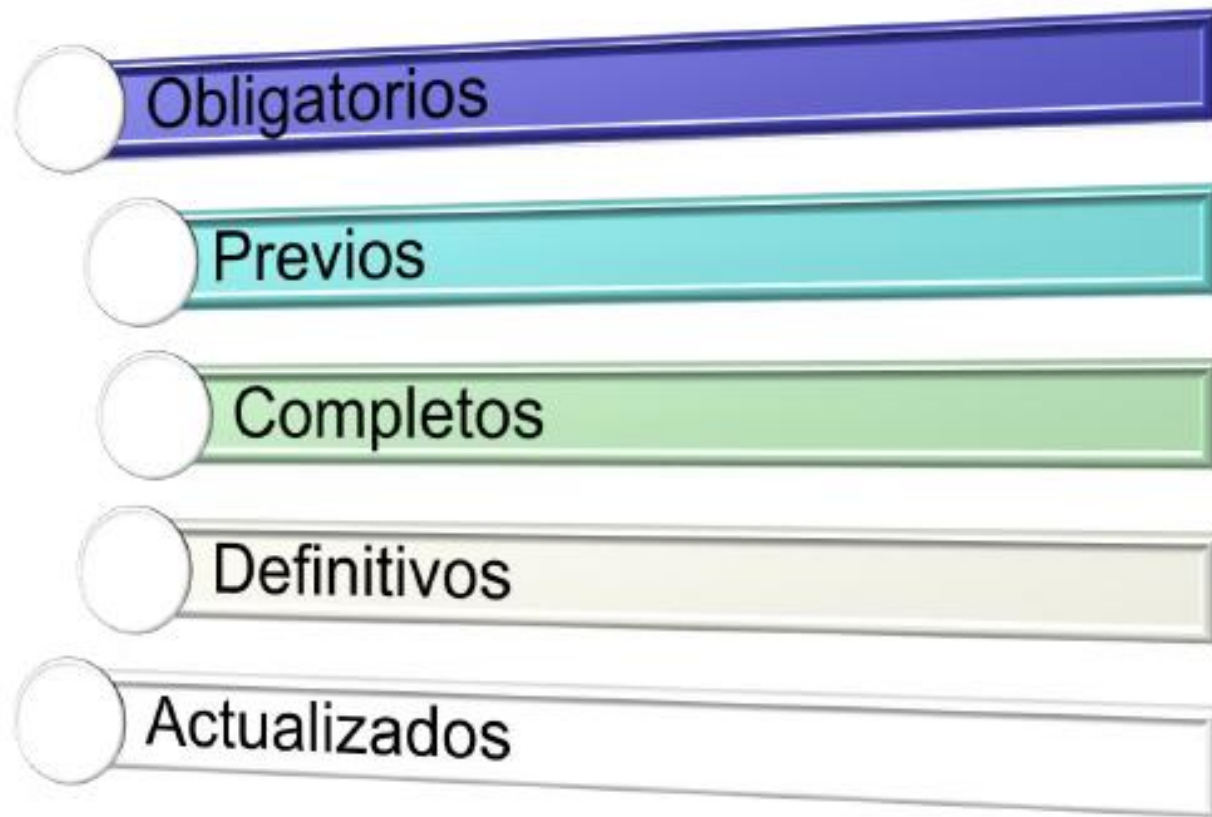 Obligatorios
Previos
Completos
Definitivos
Actualizados